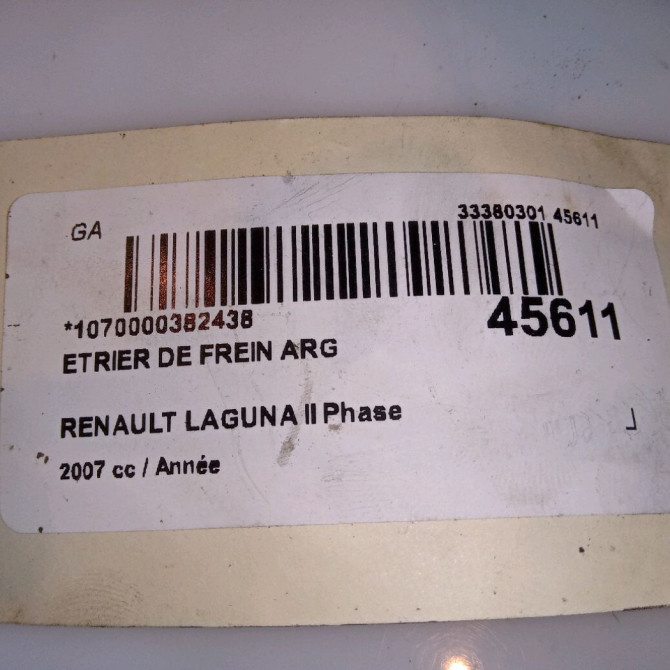 GA
33380301 45611
*1070000382438
45611
ETRIER DE FREIN ARG
RENAULT LAGUNA II Phase
2007 cc / Année